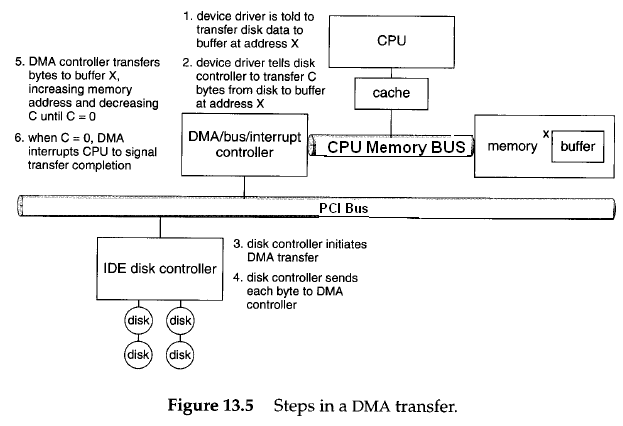 1. device driver is told to
transfer disk data to
buffer at address X
2. device driver tells disk
controller to transfer C
bytes from disk to buffer
at address X
5. DMA controller transfers
bytes to buffer X,
increasing memory
address and decreasing
C until C = 0
6. when C = 0, DMA
interrupts CPU to signal
transfer completion
CPU
cache
DMA/bus/interrupt
controller
CPU Memory BUS
memory
X
buffer
PCI Bus
IDE disk controller
3. disk controller initiates
DMA transfer
4. disk controller sends
each byte to DMA
controller
disk
disk
disk
disk
Figure 13.5 Steps in a DMA transfer.